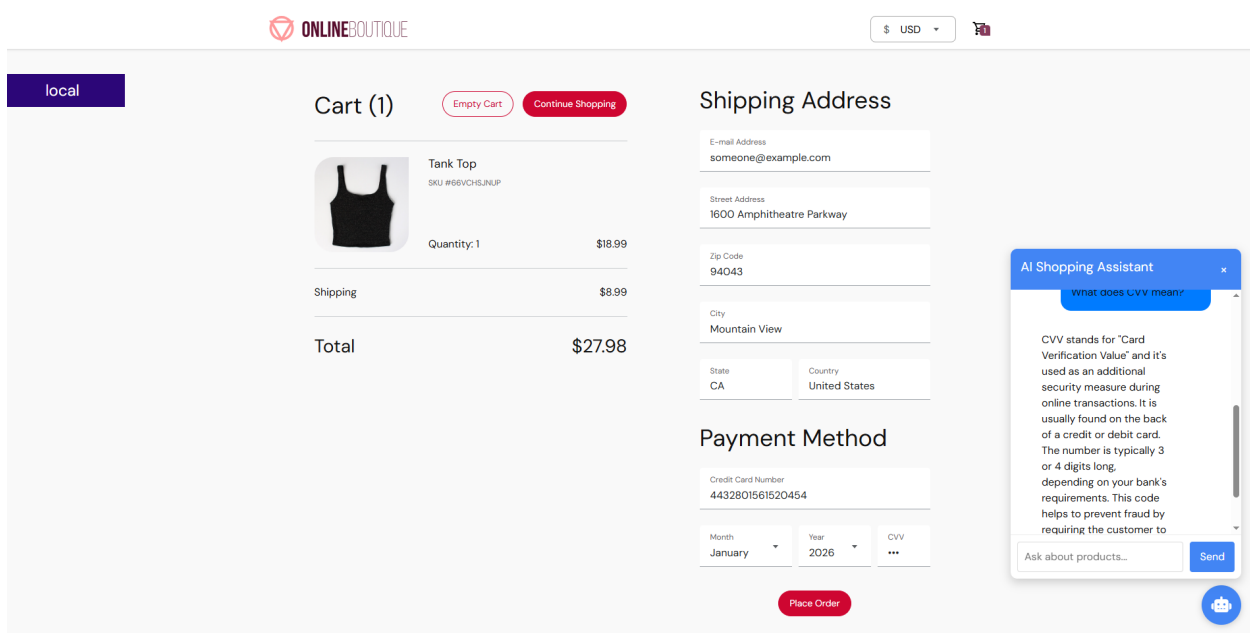 ONLINEBOUTIQUE
$ USD
1
local
Cart (1)
Empty Cart
Continue Shopping
Tank Top
SKU #66VCHSJNUP
Quantity: 1
$18.99
Shipping
$8.99
Total
$27.98
Shipping Address
E-mail Address
someone@example.com
Street Address
1600 Amphitheatre Parkway
Zip Code
94043
City
Mountain View
State
CA
Country
United States
Payment Method
Credit Card Number
4432801561520454
Month
January
Year
2026
CVV
•••
Place Order
AI Shopping Assistant
×
What does CVV mean?
CVV stands for "Card
Verification Value" and it's
used as an additional
security measure during
online transactions. It is
usually found on the back
of a credit or debit card.
The number is typically 3
or 4 digits long,
depending on your bank's
requirements. This code
helps to prevent fraud by
requiring the customer to
Ask about products...
Send